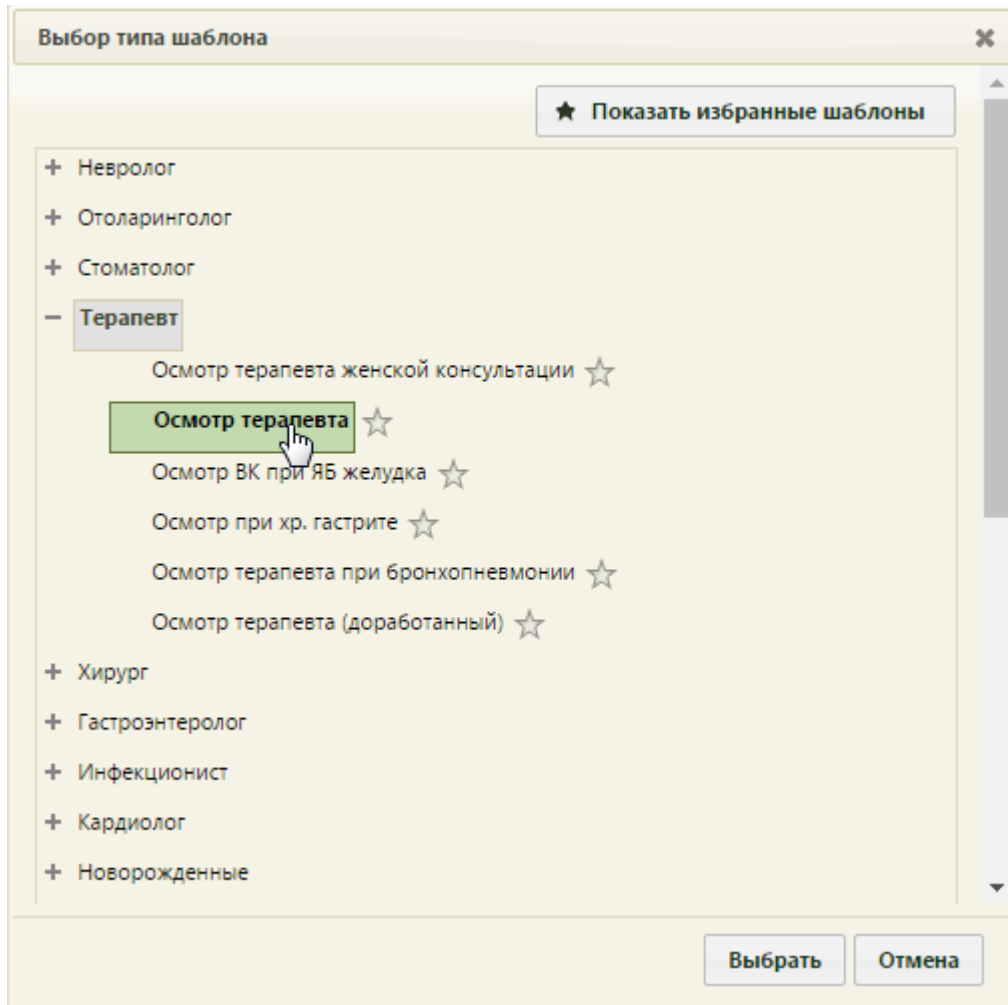 Выбор типа шаблона
Показать избранные шаблоны
Невролог
Отоларинголог
Стоматолог
Терапевт
Осмотр терапевта женской консультации
Осмотр терапевта
Осмотр ВК при ЯБ желудка
Осмотр при хр. гастрите
Осмотр терапевта при бронхопневмонии
Осмотр терапевта (доработанный)
Хирург
Гастроэнтеролог
Инфекционист
Кардиолог
Новорожденные
Выбрать Отмена